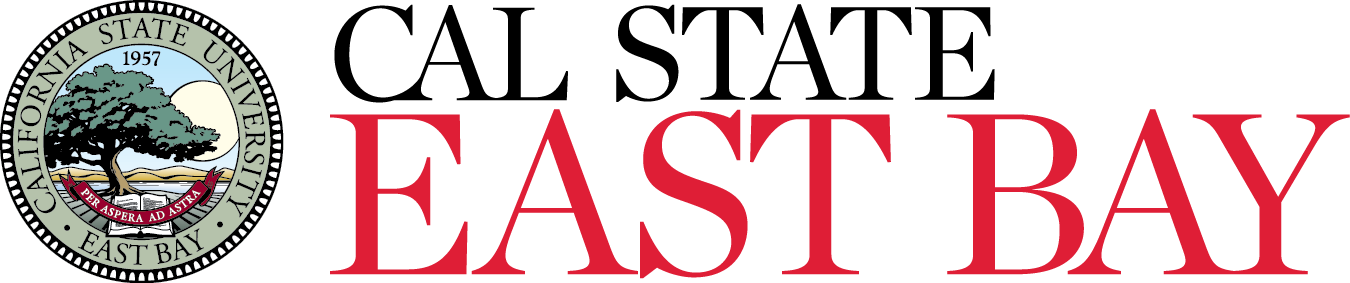 CALIFORNIA STATE UNIVERSITY
1957
PER ASPERA AD ASTRA
· EAST BAY ·
CAL STATE
EAST BAY